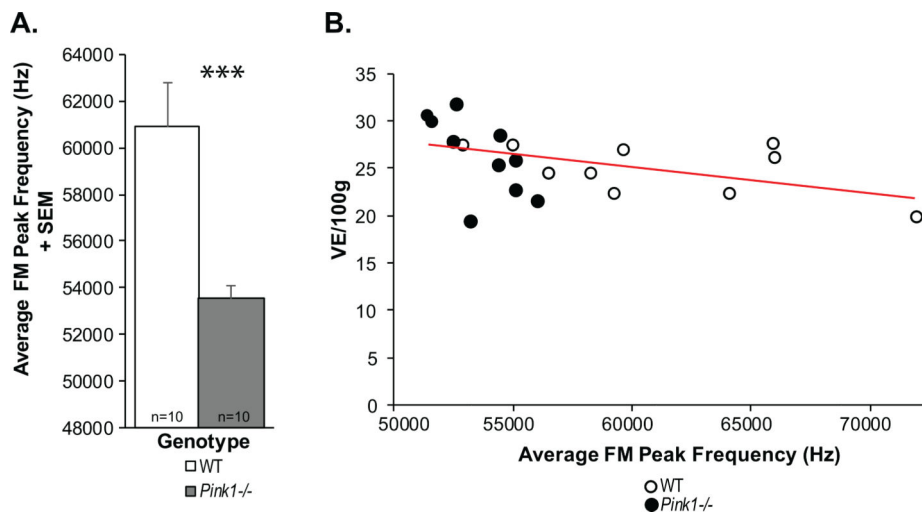 A.
Average FM Peak Frequency (Hz)
+ SEM
64000
62000
60000
58000
56000
54000
52000
50000
48000
***
n=10
n=10
Genotype
WT
Pink1-/-
B.
VE/100g
35
30
25
20
15
10
5
0
50000
55000
60000
65000
70000
Average FM Peak Frequency (Hz)
WT
Pink1-/-